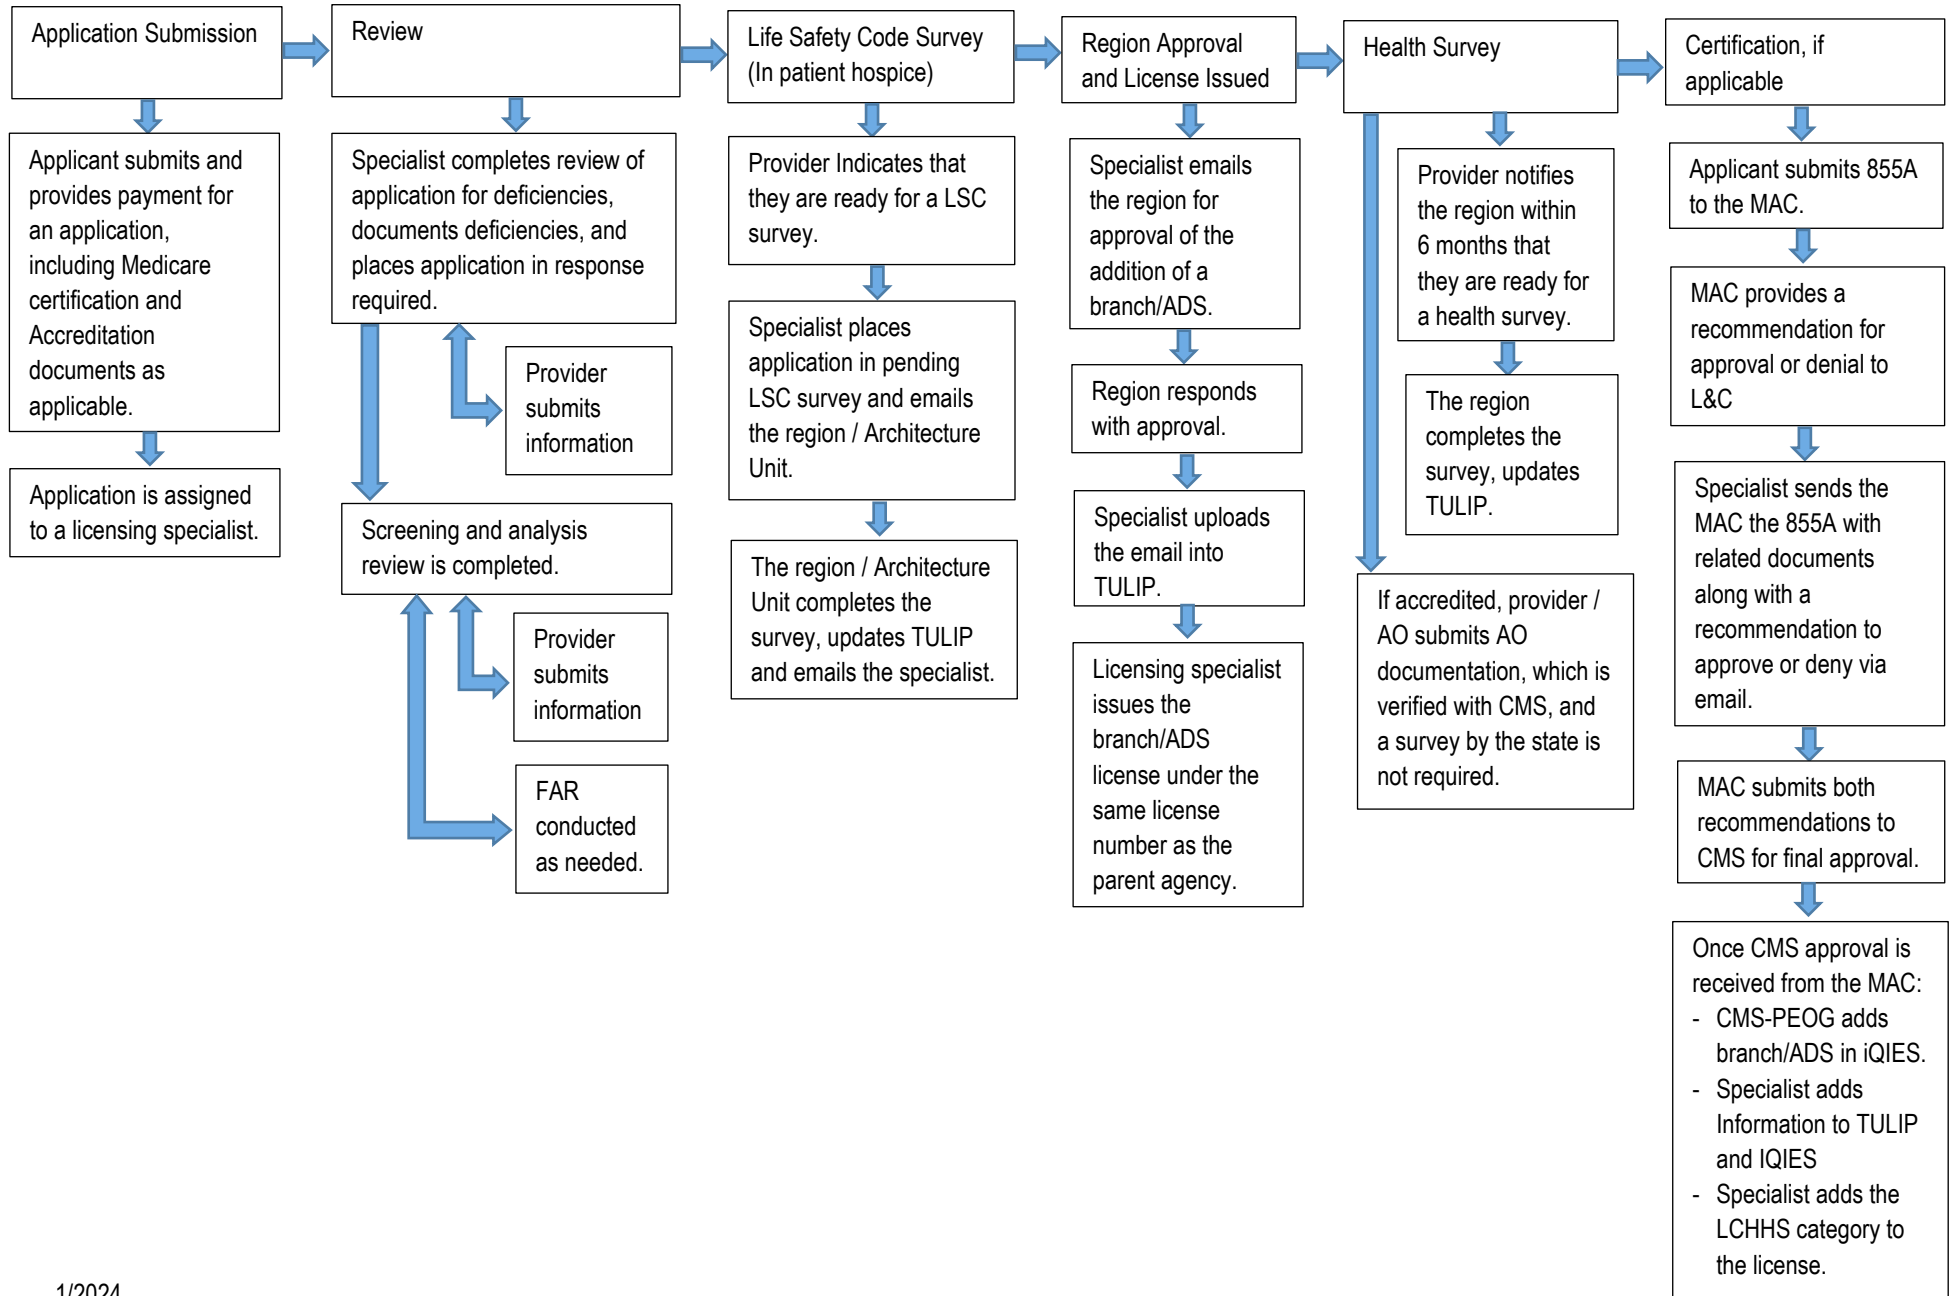 Application Submission
Applicant submits and
provides payment for
an application,
including Medicare
certification and
Accreditation
documents as
applicable.
Application is assigned
to a licensing specialist.
Review
Specialist completes review of
application for deficiencies,
documents deficiencies, and
places application in response
required.
Provider
submits
information
Screening and analysis
review is completed.
Provider
submits
information
FAR
conducted
as needed.
Life Safety Code Survey
(In patient hospice)
Provider Indicates that
they are ready for a LSC
survey.
Specialist places
application in pending
LSC survey and emails
the region / Architecture
Unit.
The region / Architecture
Unit completes the
survey, updates TULIP
and emails the specialist.
Region Approval
and License Issued
Specialist emails
the region for
approval of the
addition of a
branch/ADS.
Region responds
with approval.
Specialist uploads
the email into
TULIP.
Licensing specialist
issues the
branch/ADS
license under the
same license
number as the
parent agency.
Health Survey
Provider notifies
the region within
6 months that
they are ready for
a health survey.
The region
completes the
survey, updates
TULIP.
If accredited, provider /
AO submits AO
documentation, which is
verified with CMS, and
a survey by the state is
not required.
Certification, if
applicable
Applicant submits 855A
to the MAC.
MAC provides a
recommendation for
approval or denial to
L&C
Specialist sends the
MAC the 855A with
related documents
along with a
recommendation to
approve or deny via
email.
MAC submits both
recommendations to
CMS for final approval.
Once CMS approval is
received from the MAC:
- CMS-PEOG adds
branch/ADS in iQIES.
- Specialist adds
Information to TULIP
and IQIES
- Specialist adds the
LCHHS category to
the license.
1/2024